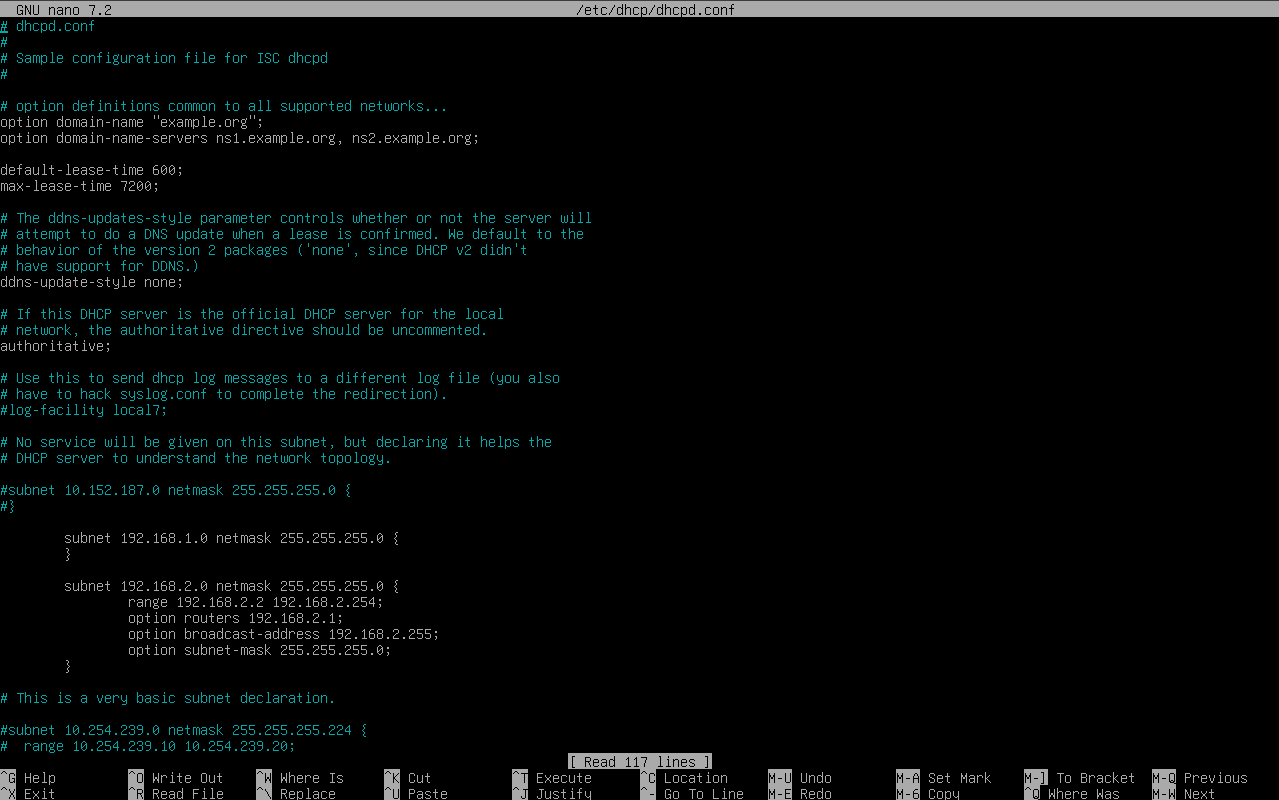 GNU nano 7.2 /etc/dhcp/dhcpd.conf
# dhcpd.conf
#
# Sample configuration file for ISC dhcpd
#
# option definitions common to all supported networks...
option domain-name "example.org";
option domain-name-servers ns1.example.org, ns2.example.org;
default-lease-time 600;
max-lease-time 7200;
# The ddns-updates-style parameter controls whether or not the server will
# attempt to do a DNS update when a lease is confirmed. We default to the
# behavior of the version 2 packages ('none', since DHCP v2 didn't
# have support for DDNS.)
ddns-update-style none;
# If this DHCP server is the official DHCP server for the local
# network, the authoritative directive should be uncommented.
authoritative;
# Use this to send dhcp log messages to a different log file (you also
# have to hack syslog.conf to complete the redirection).
#log-facility local7;
# No service will be given on this subnet, but declaring it helps the
# DHCP server to understand the network topology.
#subnet 10.152.187.0 netmask 255.255.255.0 {
#}
subnet 192.168.1.0 netmask 255.255.255.0 {
}
subnet 192.168.2.0 netmask 255.255.255.0 {
range 192.168.2.2 192.168.2.254;
option routers 192.168.2.1;
option broadcast-address 192.168.2.255;
option subnet-mask 255.255.255.0;
}
# This is a very basic subnet declaration.
#subnet 10.254.239.0 netmask 255.255.255.224 {
#  range 10.254.239.10 10.254.239.20;
[ Read 117 lines ]
^G Help ^O Write Out ^W Where Is ^K Cut ^T Execute ^C Location M-U Undo M-A Set Mark M-] To Bracket M-Q Previous
^X Exit ^R Read File ^\ Replace ^U Paste ^J Justify ^- Go To Line M-E Redo M-6 Copy ^Q Where Was M-W Next